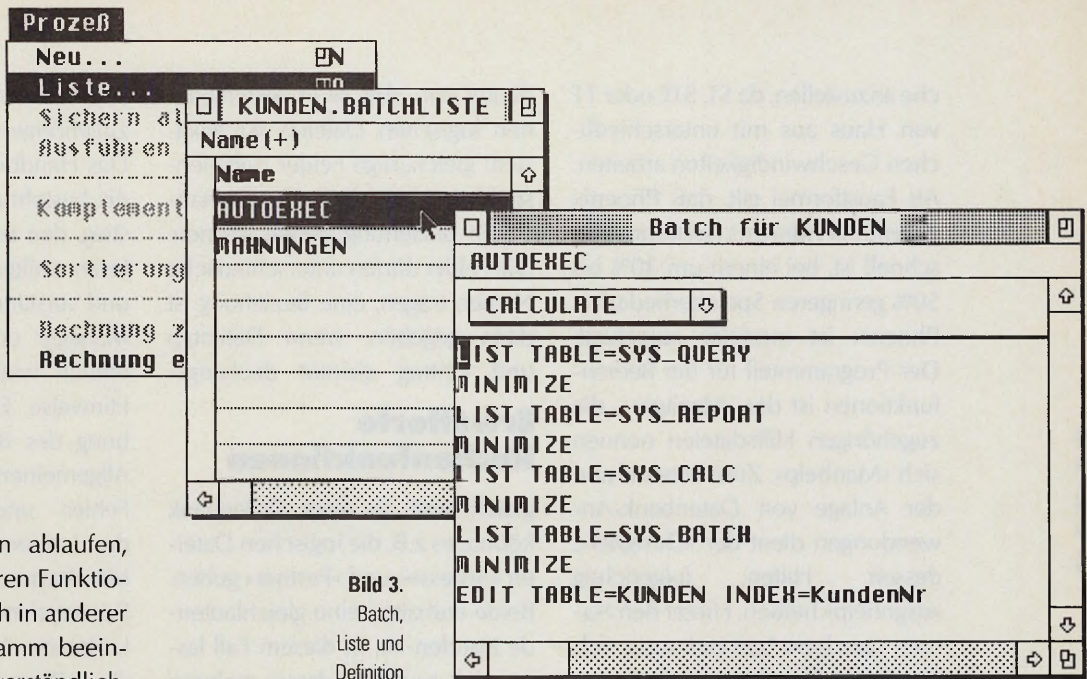 Prozeß
Neu... N
Liste...
Sichern al
Ausführen
Komplement
Sortierung
Rechnung z
Rechnung e
KUNDEN.BATCHLISTE
Name(+)
Name
AUTOEXEC
MAHNUNGEN
Batch für KUNDEN
AUTOEXEC
CALCULATE
LIST TABLE=SYS_QUERY
MINIMIZE
LIST TABLE=SYS_REPORT
MINIMIZE
LIST TABLE=SYS_CALC
MINIMIZE
LIST TABLE=SYS_BATCH
MINIMIZE
EDIT TABLE=KUNDEN INDEX=KundenNr
n ablaufen,
ren Funktio-
h in anderer
amm beein-
verständlich
Bild 3.
Batch,
Liste und
Definition